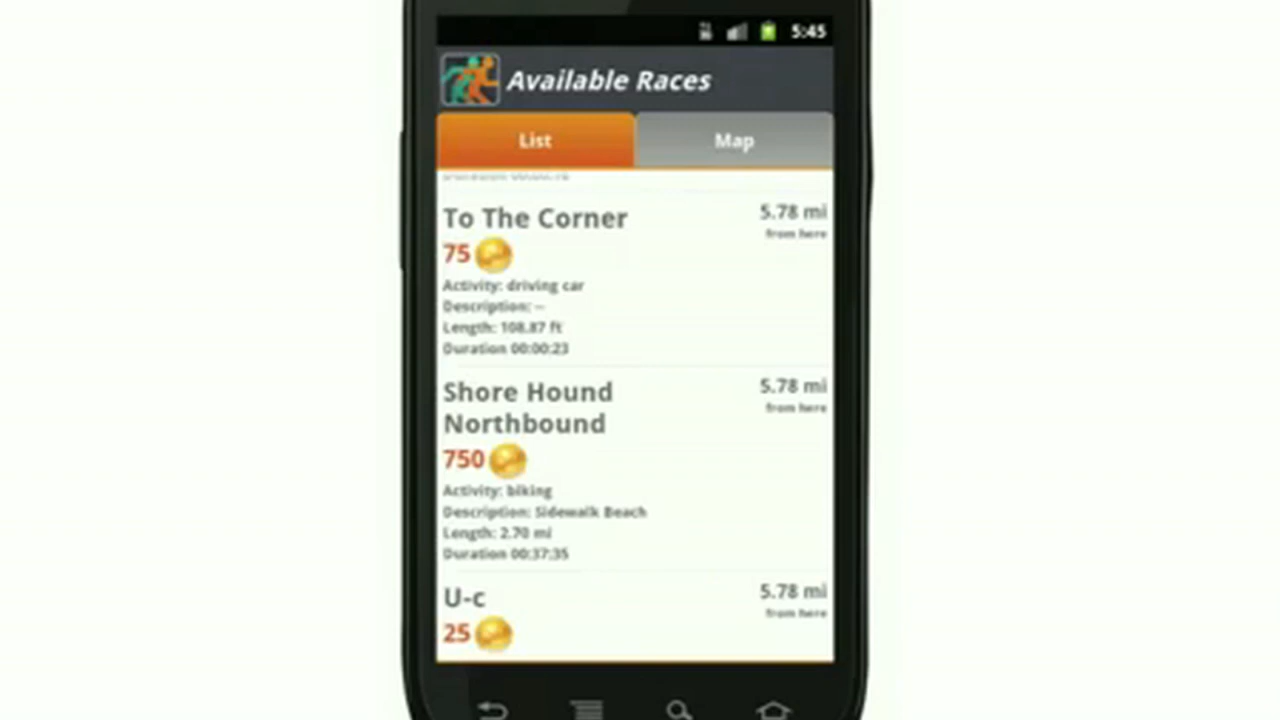 5:45
Available Races
List
Map
To The Corner
5.78 mi
from here
75
Activity: driving car
Description: --
Length: 108.87 ft
Duration 00:00:23
Shore Hound
Northbound
5.78 mi
from here
750
Activity: biking
Description: Sidewalk Beach
Length: 2.70 mi
Duration 00:37:35
U-c
5.78 mi
from here
25